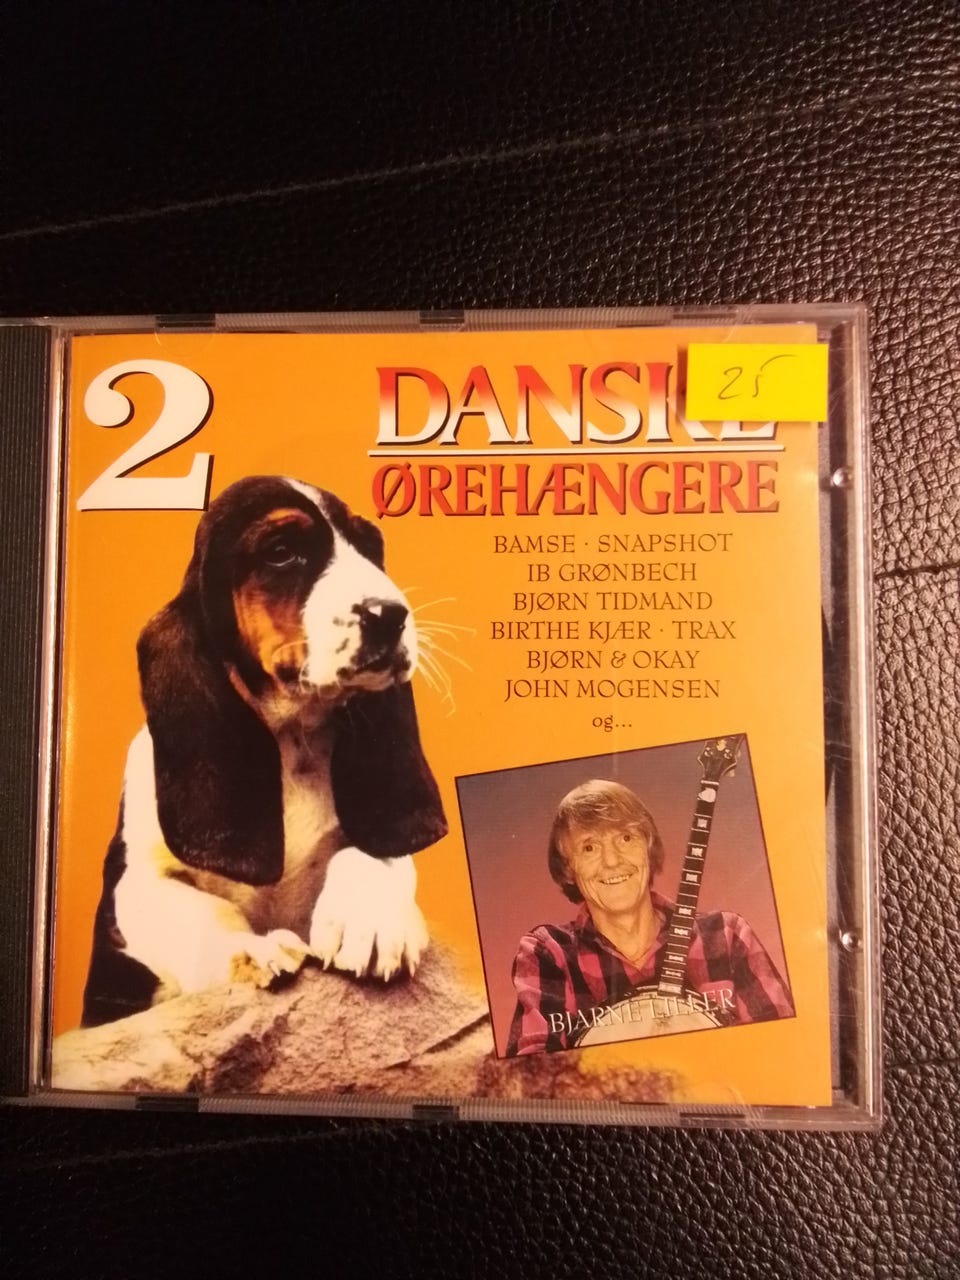 2
DANSKE
25
ØREHÆNGERE
BAMSE · SNAPSHOT
IB GRØNBECH
BJØRN TIDMAND
BIRTHE KJÆR · TRAX
BJØRN & OKAY
JOHN MOGENSEN
og...
BJARNE LILLER